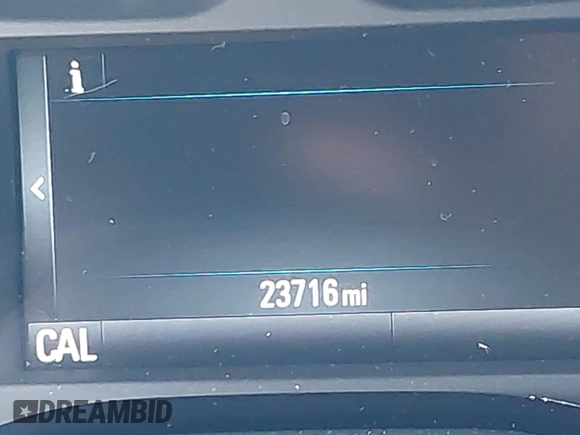 i
<
23716 mi
CAL
DREAMBID